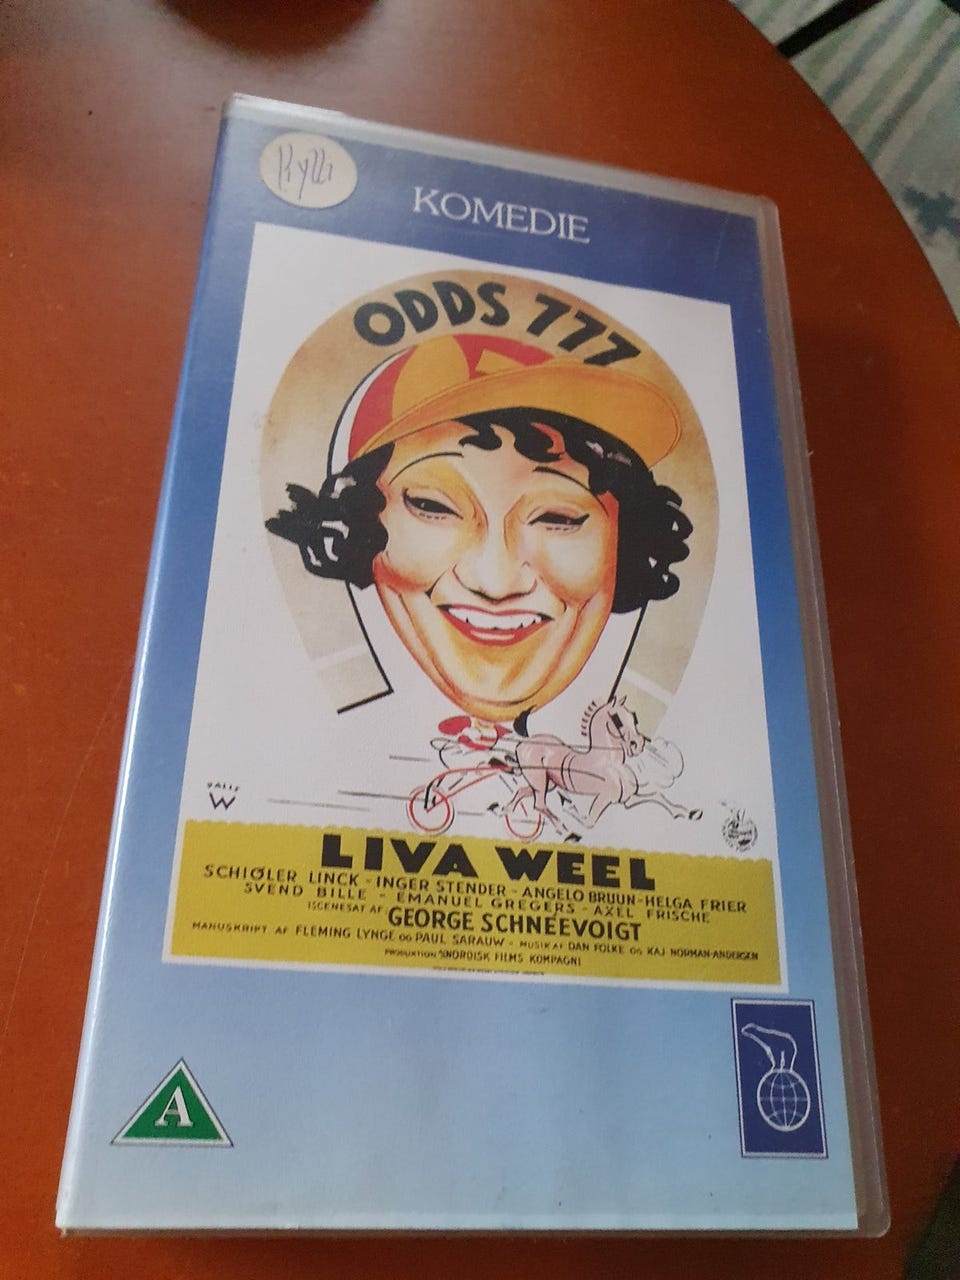 KOMEDIE
ODDS 777
PALLE
W
LIVA WEEL
SCHIØLER LINCK - INGER STENDER - ANGELO BRUUN - HELGA FRIER
SVEND BILLE - EMANUEL GREGERS - AXEL FRISCHE
ISCENESAT AF GEORGE SCHNÉEVOIGT
MANUSKRIPT AF FLEMING LYNGE OG PAUL SARAUW - MUSIK AF DAN FOLKE OG KAJ NORMAN-ANDERSEN
PRODUKTION A/S NORDISK FILMS KOMPAGNI
A